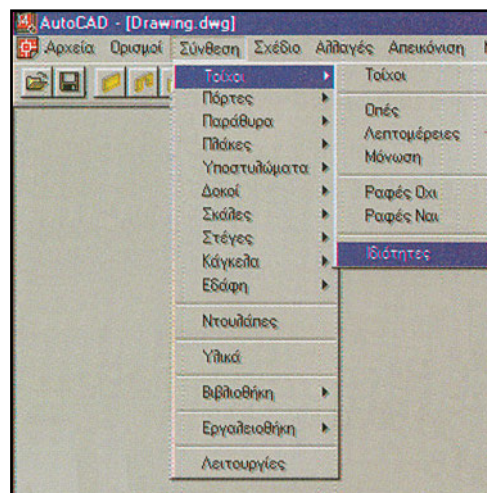 AutoCAD - [Drawing.dwg]
Αρχεία Ορισμοί Σύνθεση Σχέδιο Αλλαγές Απεικόνιση
Τοίχοι
Πόρτες
Παράθυρα
Πλάκες
Υποστυλώματα
Δοκοί
Σκάλες
Στέγες
Κάγκελα
Εδάφη
Ντουλάπες
Υλικά
Βιβλιοθήκη
Εργαλειοθήκη
Λειτουργίες
Τοίχοι
Οπές
Λεπτομέρειες
Μόνωση
Ραφές Οχι
Ραφές Ναι
Ιδιότητες